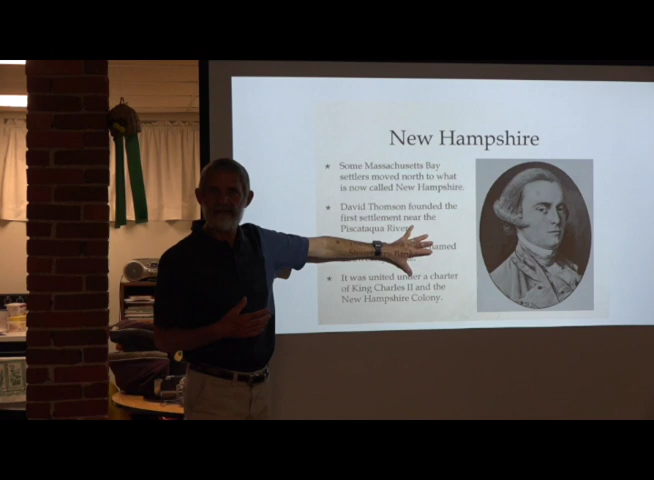 New Hampshire
★ Some Massachusetts Bay
settlers moved north to what
is now called New Hampshire.
★ David Thomson founded the
first settlement near the
Piscataqua River.
named
★ It was united under a charter
of King Charles II and the
New Hampshire Colony.